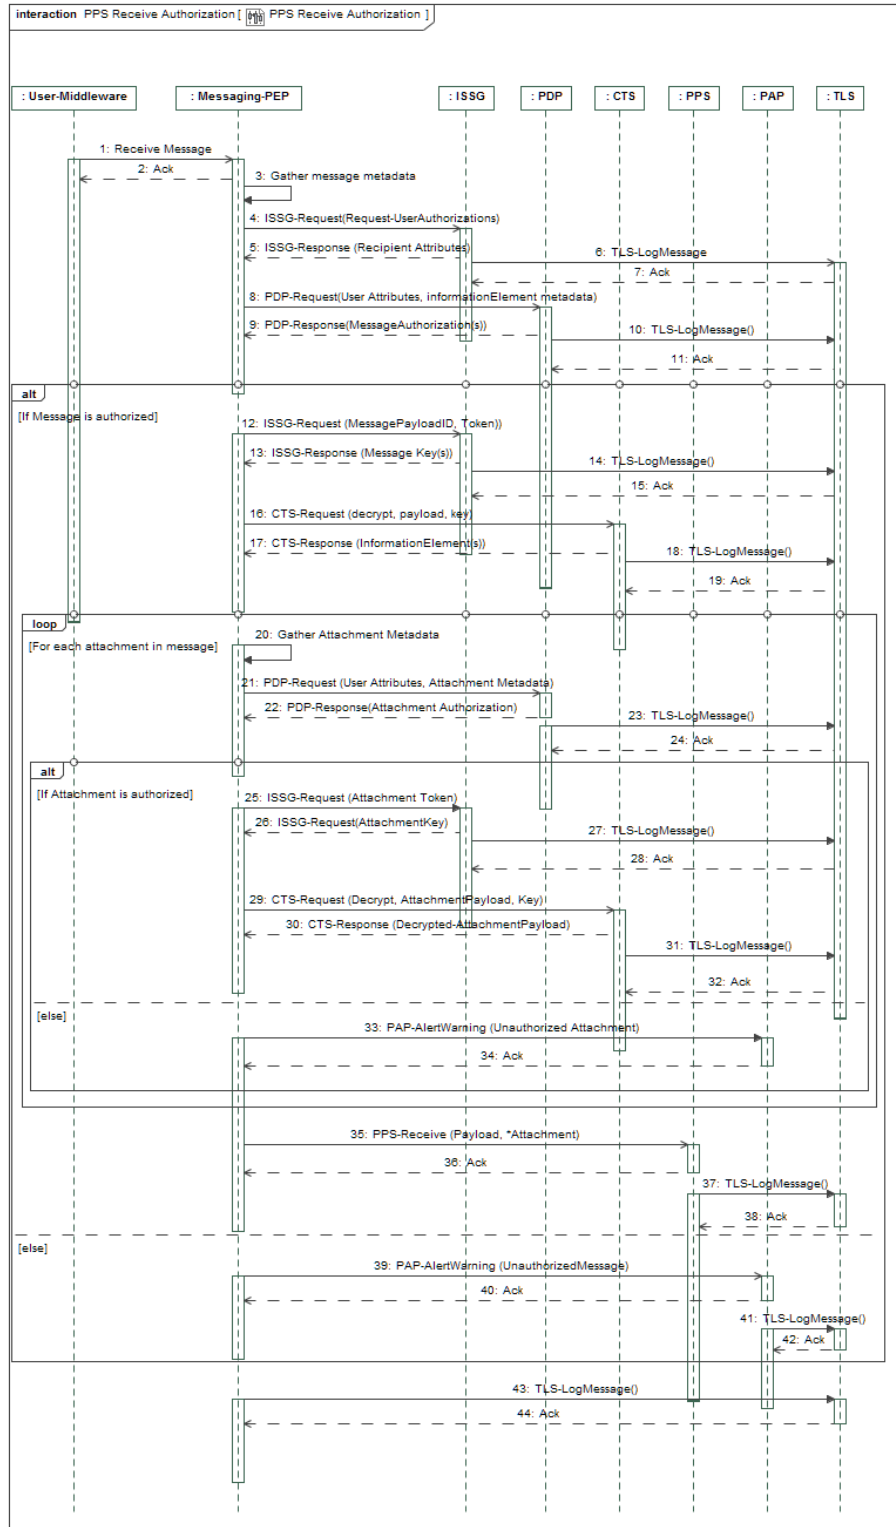 interaction PPS Receive Authorization [ PPS Receive Authorization ]
: User-Middleware
: Messaging-PEP
: ISSG
: PDP
: CTS
: PPS
: PAP
: TLS
1: Receive Message
2: Ack
3: Gather message metadata
4: ISSG-Request(Request-UserAuthorizations)
5: ISSG-Response (Recipient Attributes)
6: TLS-LogMessage
7: Ack
8: PDP-Request(User Attributes, informationElement metadata)
9: PDP-Response(MessageAuthorization(s))
10: TLS-LogMessage()
11: Ack
alt
[If Message is authorized]
12: ISSG-Request (MessagePayloadID, Token))
13: ISSG-Response (Message Key(s))
14: TLS-LogMessage()
15: Ack
16: CTS-Request (decrypt, payload, key)
17: CTS-Response (InformationElement(s))
18: TLS-LogMessage()
19: Ack
loop
[For each attachment in message]
20: Gather Attachment Metadata
21: PDP-Request (User Attributes, Attachment Metadata)
22: PDP-Response(Attachment Authorization)
23: TLS-LogMessage()
24: Ack
alt
[If Attachment is authorized]
25: ISSG-Request (Attachment Token)
26: ISSG-Request(AttachmentKey)
27: TLS-LogMessage()
28: Ack
29: CTS-Request (Decrypt, AttachmentPayload, Key)
30: CTS-Response (Decrypted-AttachmentPayload)
31: TLS-LogMessage()
32: Ack
[else]
33: PAP-AlertWarning (Unauthorized Attachment)
34: Ack
35: PPS-Receive (Payload, *Attachment)
36: Ack
37: TLS-LogMessage()
38: Ack
[else]
39: PAP-AlertWarning (UnauthorizedMessage)
40: Ack
41: TLS-LogMessage()
42: Ack
43: TLS-LogMessage()
44: Ack